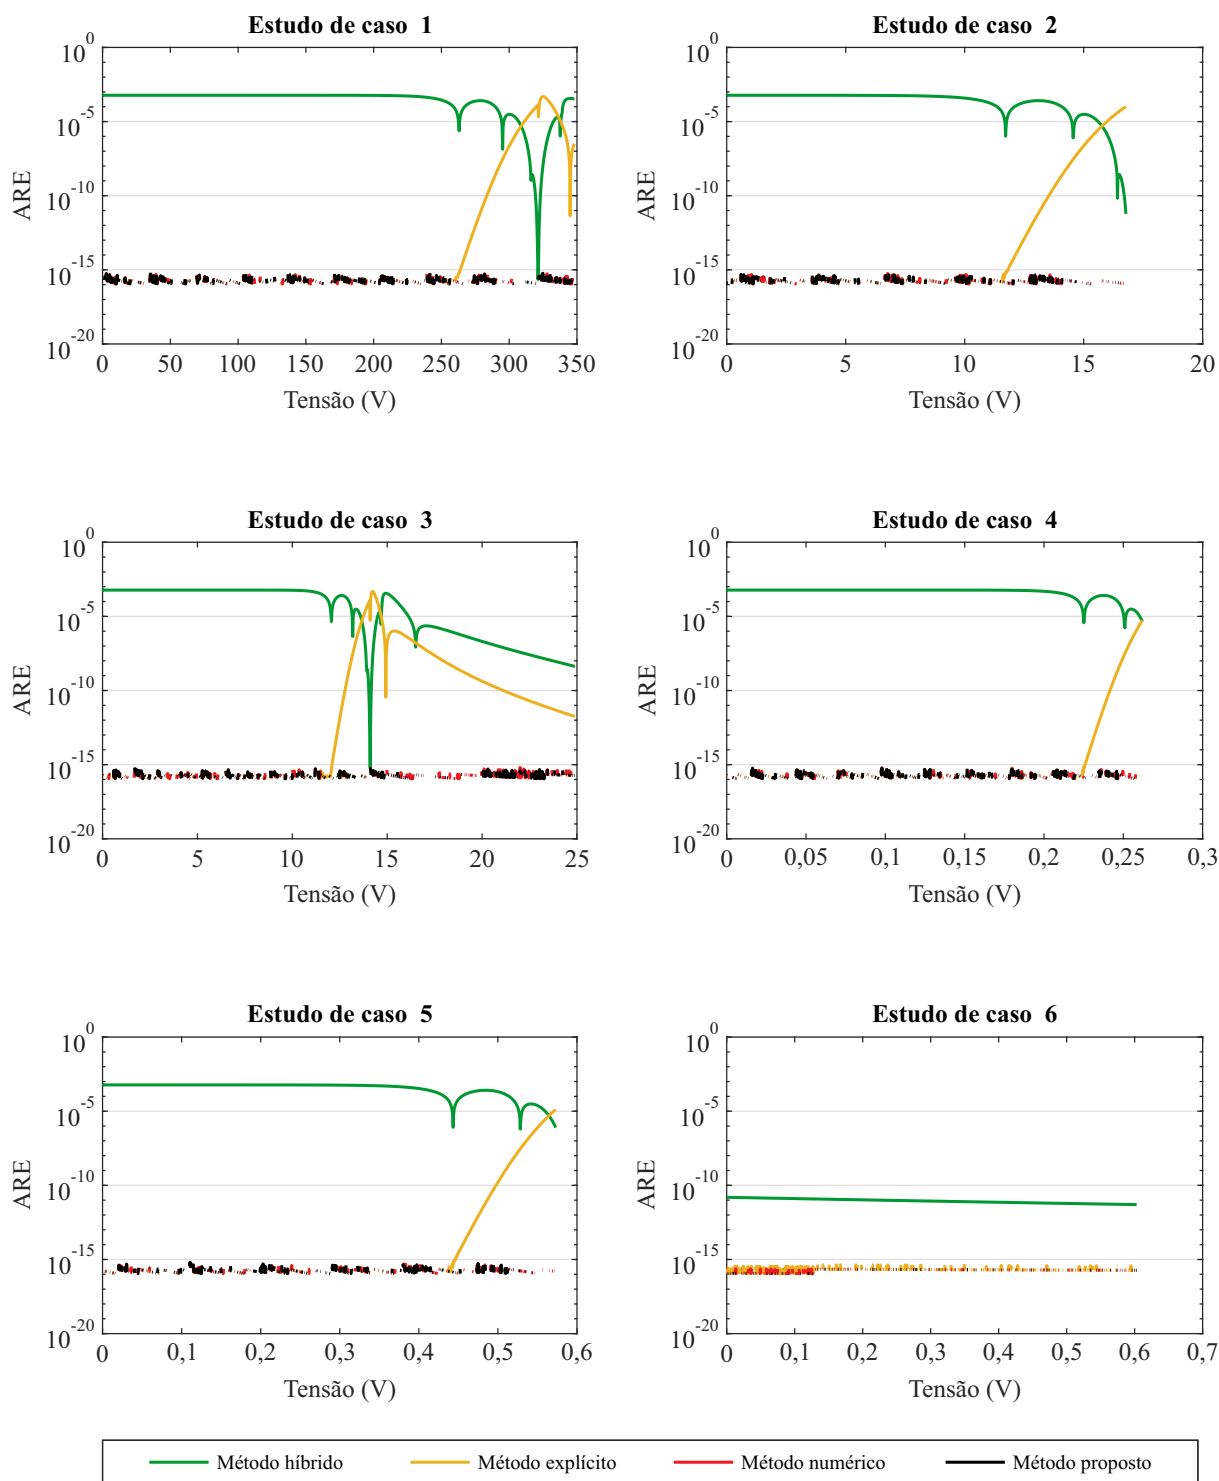 Estudo de caso 1
10^0
10^-5
10^-10
10^-15
10^-20
ARE
0 50 100 150 200 250 300 350
Tensão (V)
Estudo de caso 2
10^0
10^-5
10^-10
10^-15
10^-20
ARE
0 5 10 15 20
Tensão (V)
Estudo de caso 3
10^0
10^-5
10^-10
10^-15
10^-20
ARE
0 5 10 15 20 25
Tensão (V)
Estudo de caso 4
10^0
10^-5
10^-10
10^-15
10^-20
ARE
0 0,05 0,1 0,15 0,2 0,25 0,3
Tensão (V)
Estudo de caso 5
10^0
10^-5
10^-10
10^-15
10^-20
ARE
0 0,1 0,2 0,3 0,4 0,5 0,6
Tensão (V)
Estudo de caso 6
10^0
10^-5
10^-10
10^-15
10^-20
ARE
0 0,1 0,2 0,3 0,4 0,5 0,6 0,7
Tensão (V)
Método híbrido Método explícito Método numérico Método proposto